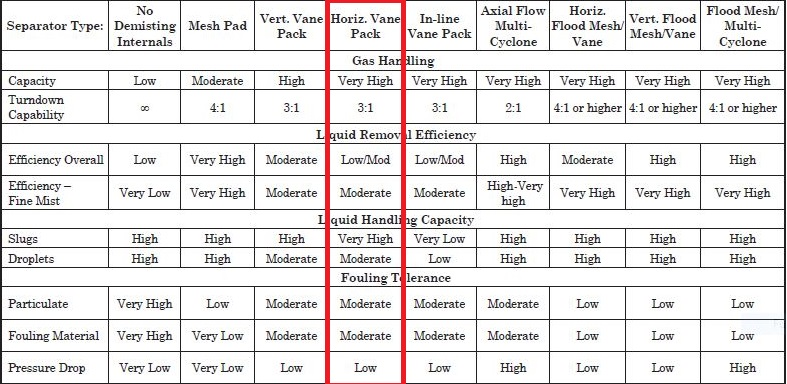 Separator Type: No Demisting Internals Mesh Pad Vert. Vane Pack Horiz. Vane Pack In-line Vane Pack Axial Flow Multi-Cyclone Horiz. Flood Mesh/Vane Vert. Flood Mesh/Vane Flood Mesh/Multi-Cyclone
Gas Handling
Capacity Low Moderate High Very High Very High Very High Very High Very High Very High
Turndown Capability ∞ 4:1 3:1 3:1 3:1 2:1 4:1 or higher 4:1 or higher 4:1 or higher
Liquid Removal Efficiency
Efficiency Overall Low Very High Moderate Low/Mod Low/Mod High Moderate High High
Efficiency – Fine Mist Very Low Very High Moderate Moderate Moderate High-Very high Very High Very High Very High
Liquid Handling Capacity
Slugs High High High Very High Very Low High High High High
Droplets High High Moderate Moderate Low High High High High
Fouling Tolerance
Particulate Very High Low Moderate Moderate Moderate Moderate Low Low Low
Fouling Material Very High Very Low Moderate Moderate Moderate Moderate Low Low Low
Pressure Drop Very Low Very Low Low Low Low High Low Low High